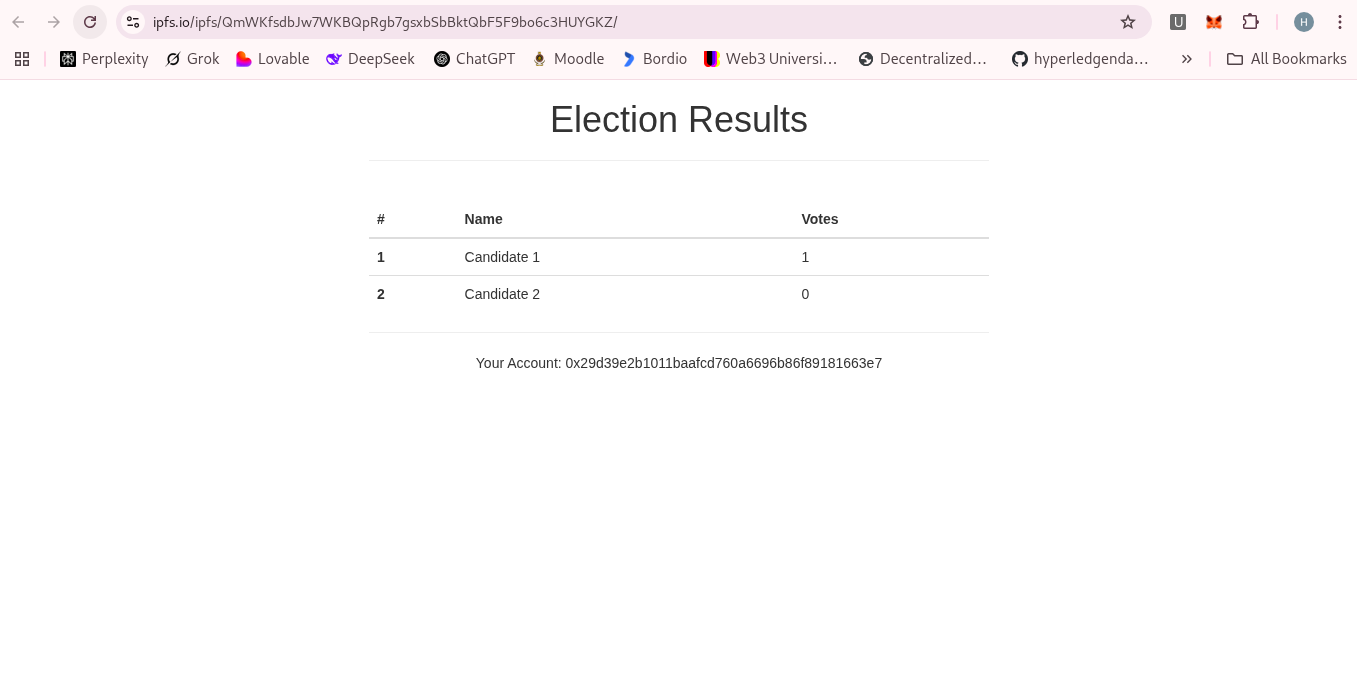 ipfs.io/ipfs/QmWKfsdbJw7WKBQpRgb7gsxbSbBktQbF5F9bo6c3HUYGKZ/
U
H
Perplexity Grok Lovable DeepSeek ChatGPT Moodle Bordio Web3 Universi... Decentralized... hyperledgenda... » All Bookmarks
Election Results
# Name Votes
1 Candidate 1 1
2 Candidate 2 0
Your Account: 0x29d39e2b1011baafcd760a6696b86f89181663e7